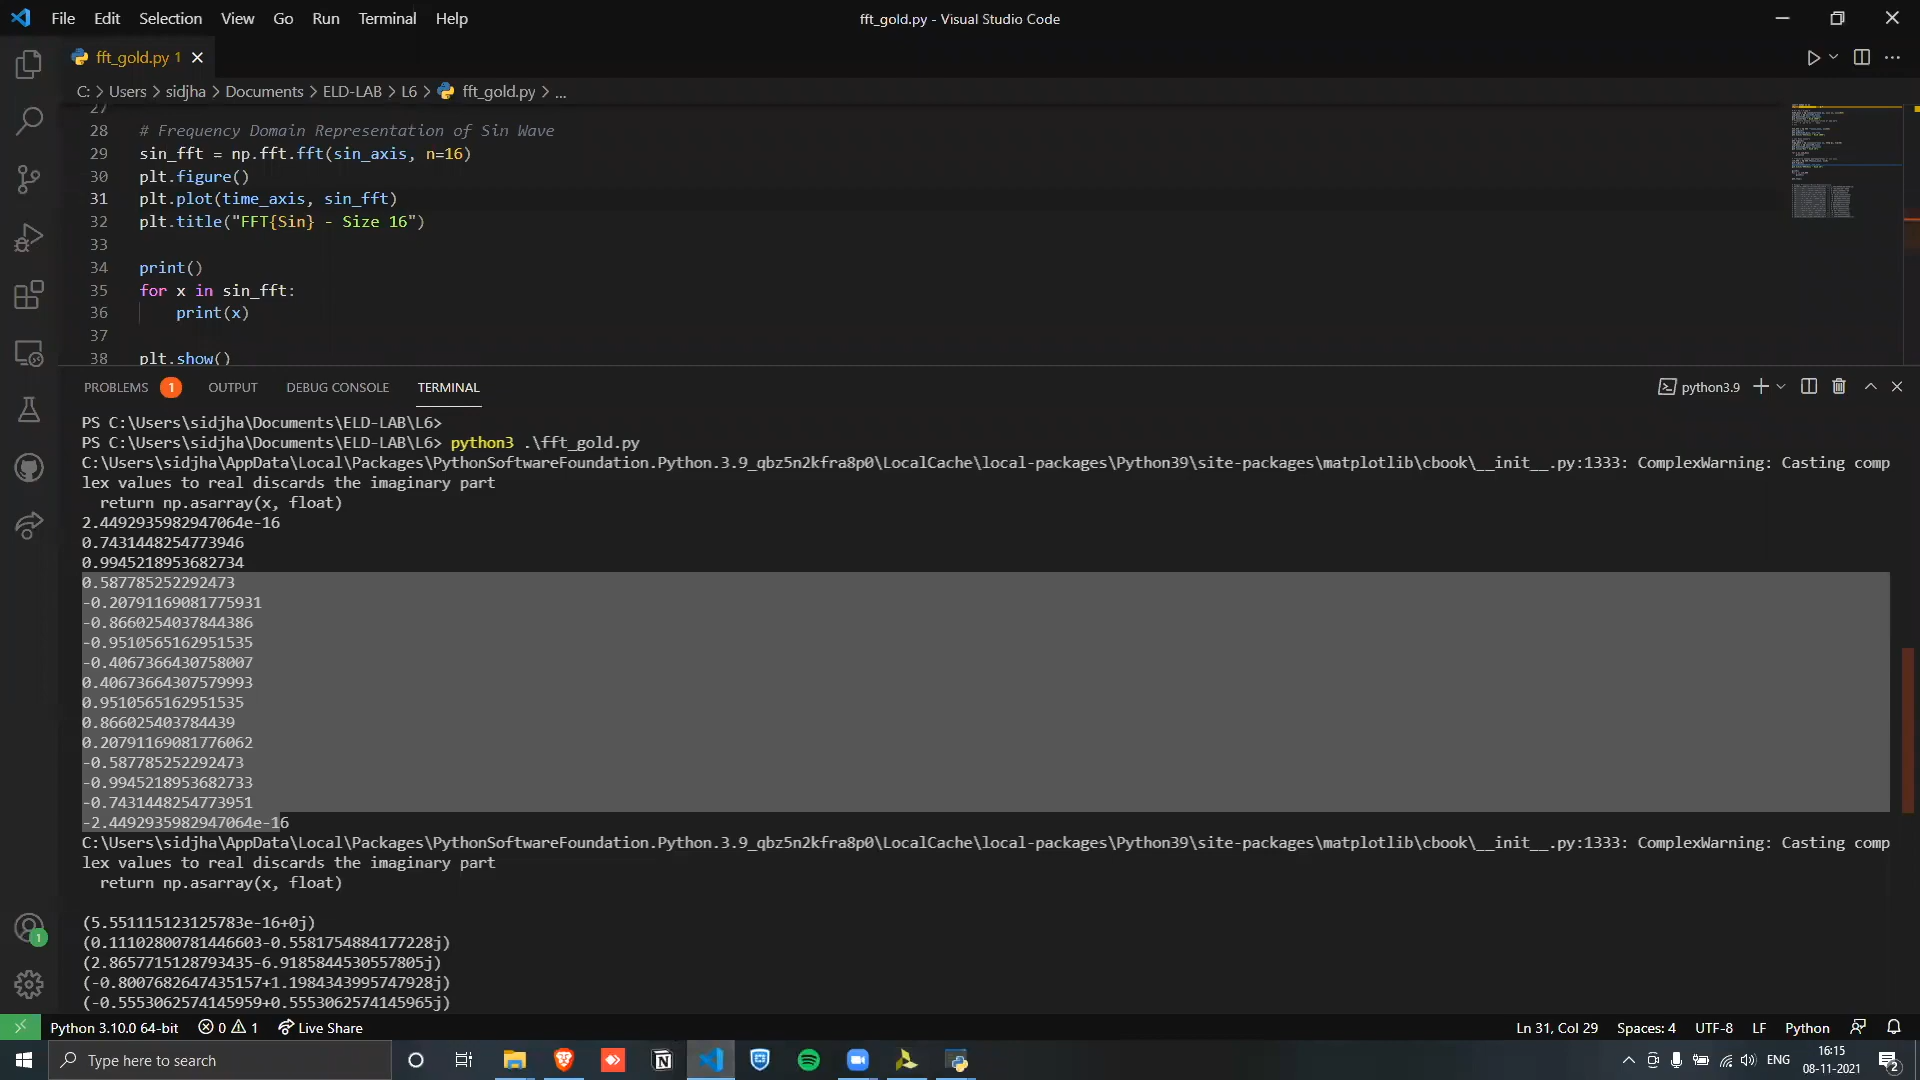 File Edit Selection View Go Run Terminal Help
fft_gold.py - Visual Studio Code
fft_gold.py 1
C: > Users > sidjha > Documents > ELD-LAB > L6 > fft_gold.py > ...
27
28 # Frequency Domain Representation of Sin Wave
29 sin_fft = np.fft.fft(sin_axis, n=16)
30 plt.figure()
31 plt.plot(time_axis, sin_fft)
32 plt.title("FFT{Sin} - Size 16")
33
34 print()
35 for x in sin_fft:
36 print(x)
37
38 plt.show()
PROBLEMS 1 OUTPUT DEBUG CONSOLE TERMINAL
python3.9
PS C:\Users\sidjha\Documents\ELD-LAB\L6>
PS C:\Users\sidjha\Documents\ELD-LAB\L6> python3 .\fft_gold.py
C:\Users\sidjha\AppData\Local\Packages\PythonSoftwareFoundation.Python.3.9_qbz5n2kfra8p0\LocalCache\local-packages\Python39\site-packages\matplotlib\cbook\__init__.py:1333: ComplexWarning: Casting comp
lex values to real discards the imaginary part
return np.asarray(x, float)
2.4492935982947064e-16
0.7431448254773946
0.9945218953682734
0.587785252292473
-0.20791169081775931
-0.8660254037844386
-0.9510565162951535
-0.4067366430758007
0.40673664307579993
0.9510565162951535
0.866025403784439
0.20791169081776062
-0.587785252292473
-0.9945218953682733
-0.7431448254773951
-2.4492935982947064e-16
C:\Users\sidjha\AppData\Local\Packages\PythonSoftwareFoundation.Python.3.9_qbz5n2kfra8p0\LocalCache\local-packages\Python39\site-packages\matplotlib\cbook\__init__.py:1333: ComplexWarning: Casting comp
lex values to real discards the imaginary part
return np.asarray(x, float)
(5.551115123125783e-16+0j)
(0.11102800781446603-0.5581754884177228j)
(2.8657715128793435-6.9185844530557805j)
(-0.8007682647435157+1.1984343995747928j)
(-0.5553062574145959+0.5553062574145965j)
1
Python 3.10.0 64-bit 0 1 Live Share
Ln 31, Col 29 Spaces: 4 UTF-8 LF Python
Type here to search
ENG
16:15
08-11-2021
2